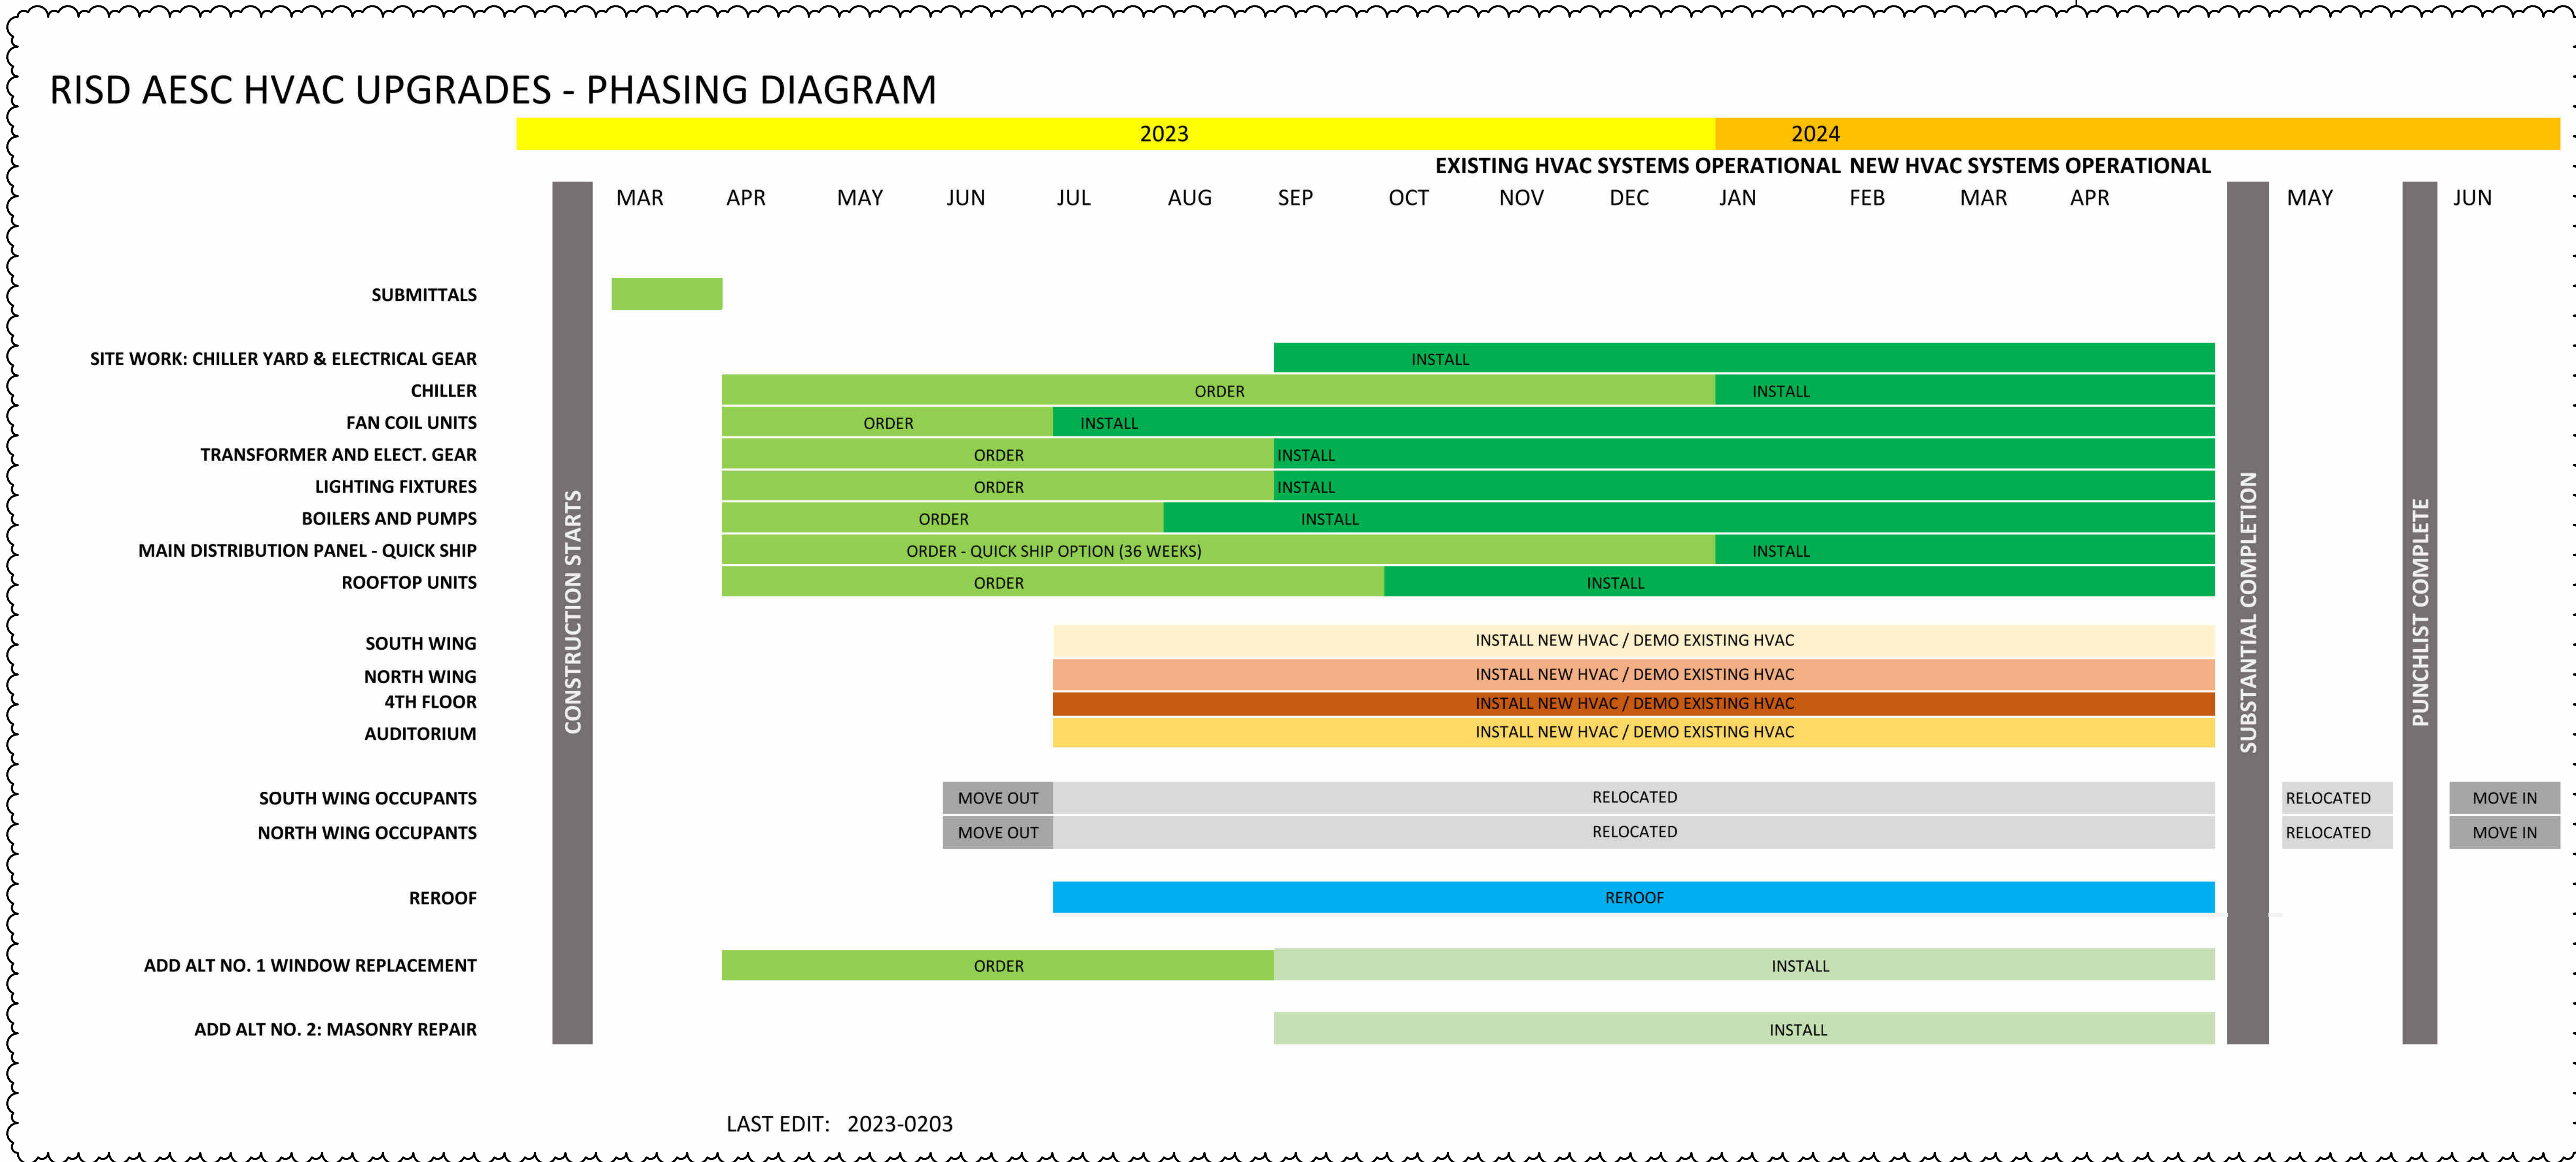 RISD AESC HVAC UPGRADES - PHASING DIAGRAM
2023 2024
EXISTING HVAC SYSTEMS OPERATIONAL NEW HVAC SYSTEMS OPERATIONAL
MAR APR MAY JUN JUL AUG SEP OCT NOV DEC JAN FEB MAR APR MAY JUN
CONSTRUCTION STARTS
SUBSTANTIAL COMPLETION
PUNCHLIST COMPLETE
SUBMITTALS
SITE WORK: CHILLER YARD & ELECTRICAL GEAR INSTALL
CHILLER ORDER INSTALL
FAN COIL UNITS ORDER INSTALL
TRANSFORMER AND ELECT. GEAR ORDER INSTALL
LIGHTING FIXTURES ORDER INSTALL
BOILERS AND PUMPS ORDER INSTALL
MAIN DISTRIBUTION PANEL - QUICK SHIP ORDER - QUICK SHIP OPTION (36 WEEKS) INSTALL
ROOFTOP UNITS ORDER INSTALL
SOUTH WING INSTALL NEW HVAC / DEMO EXISTING HVAC
NORTH WING INSTALL NEW HVAC / DEMO EXISTING HVAC
4TH FLOOR INSTALL NEW HVAC / DEMO EXISTING HVAC
AUDITORIUM INSTALL NEW HVAC / DEMO EXISTING HVAC
SOUTH WING OCCUPANTS MOVE OUT RELOCATED RELOCATED MOVE IN
NORTH WING OCCUPANTS MOVE OUT RELOCATED RELOCATED MOVE IN
REROOF REROOF
ADD ALT NO. 1 WINDOW REPLACEMENT ORDER INSTALL
ADD ALT NO. 2: MASONRY REPAIR INSTALL
LAST EDIT: 2023-0203